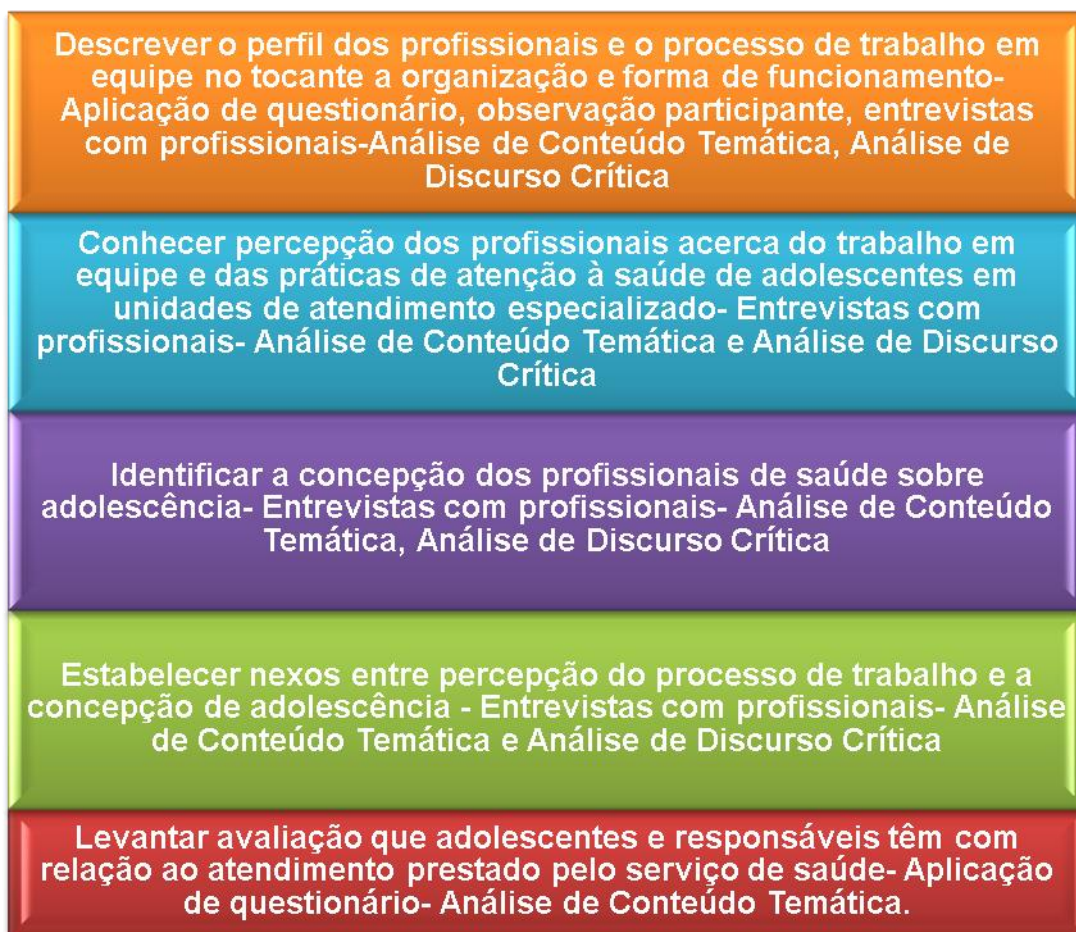 Descrever o perfil dos profissionais e o processo de trabalho em
equipe no tocante a organização e forma de funcionamento-
Aplicação de questionário, observação participante, entrevistas
com profissionais-Análise de Conteúdo Temática, Análise de
Discurso Crítica
Conhecer percepção dos profissionais acerca do trabalho em
equipe e das práticas de atenção à saúde de adolescentes em
unidades de atendimento especializado- Entrevistas com
profissionais- Análise de Conteúdo Temática e Análise de Discurso
Crítica
Identificar a concepção dos profissionais de saúde sobre
adolescência- Entrevistas com profissionais- Análise de Conteúdo
Temática, Análise de Discurso Crítica
Estabelecer nexos entre percepção do processo de trabalho e a
concepção de adolescência - Entrevistas com profissionais- Análise
de Conteúdo Temática e Análise de Discurso Crítica
Levantar avaliação que adolescentes e responsáveis têm com
relação ao atendimento prestado pelo serviço de saúde- Aplicação
de questionário- Análise de Conteúdo Temática.